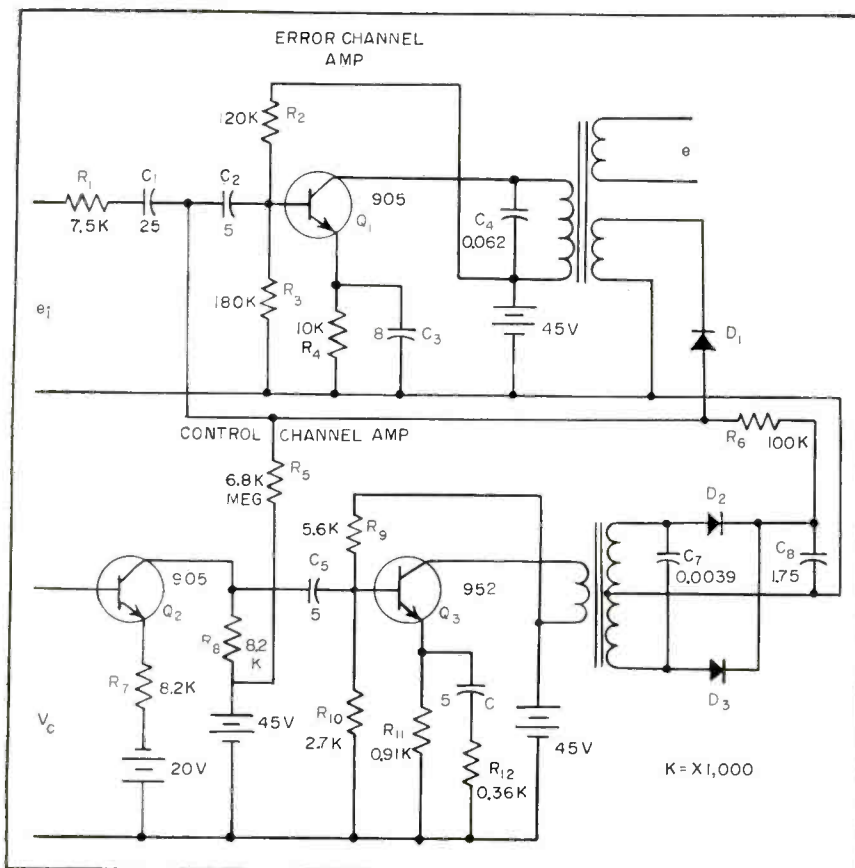 ERROR CHANNEL
AMP
120K R2
R1
7.5K
C1
25
C2
5
905
Q1
C4
0.062
e
ei
180K R3
10K
R4
8 C3
45V
D1
CONTROL CHANNEL AMP
R6
100K
6.8K
MEG
R5
5.6K R9
905
Q2
C5
5
952
Q3
D2
C7
0.0039
C8
1.75
R8 8.2
K
R7 8.2K
D3
Vc
45V
20V
R10
2.7K
R11
0.91K
5 C
R12
0.36K
45V
K = X 1,000